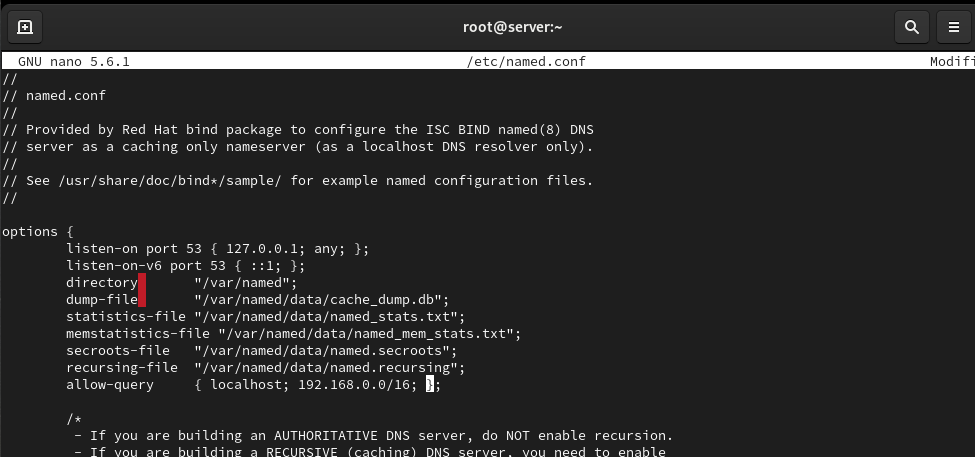 root@server:~
GNU nano 5.6.1 /etc/named.conf Modifi
//
// named.conf
//
// Provided by Red Hat bind package to configure the ISC BIND named(8) DNS
// server as a caching only nameserver (as a localhost DNS resolver only).
//
// See /usr/share/doc/bind*/sample/ for example named configuration files.
//
options {
listen-on port 53 { 127.0.0.1; any; };
listen-on-v6 port 53 { ::1; };
directory "/var/named";
dump-file "/var/named/data/cache_dump.db";
statistics-file "/var/named/data/named_stats.txt";
memstatistics-file "/var/named/data/named_mem_stats.txt";
secroots-file "/var/named/data/named.secroots";
recursing-file "/var/named/data/named.recursing";
allow-query { localhost; 192.168.0.0/16; };
/*
- If you are building an AUTHORITATIVE DNS server, do NOT enable recursion.
- If you are building a RECURSIVE (caching) DNS server, you need to enable